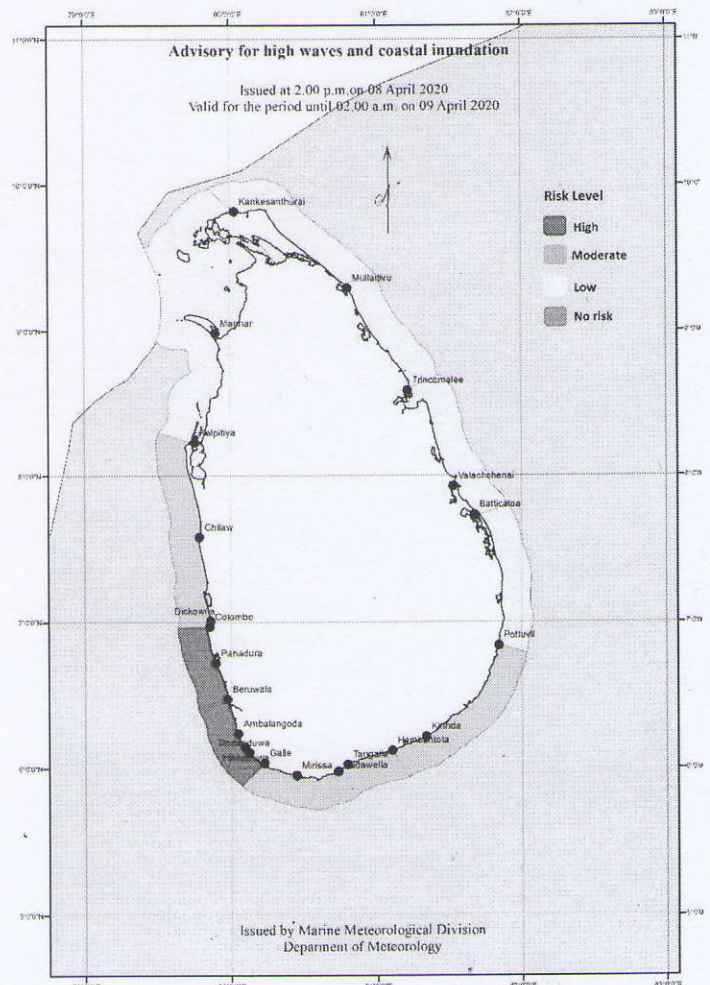 Advisory for high waves and coastal inundation
Issued at 2.00 p.m.on 08 April 2020
Valid for the period until 02.00 a.m. on 09 April 2020
Kankesanthurai
Mullaitivu
Mannar
Trincomalee
Kalpitiya
Valachchenai
Batticaloa
Chilaw
Colombo
Pottuvil
Panadura
Beruwala
Ambalangoda
Kirinda
Galle
Mirissa
Tangalle
Risk Level
High
Moderate
Low
No risk
Issued by Marine Meteorological Division
Deparment of Meteorology